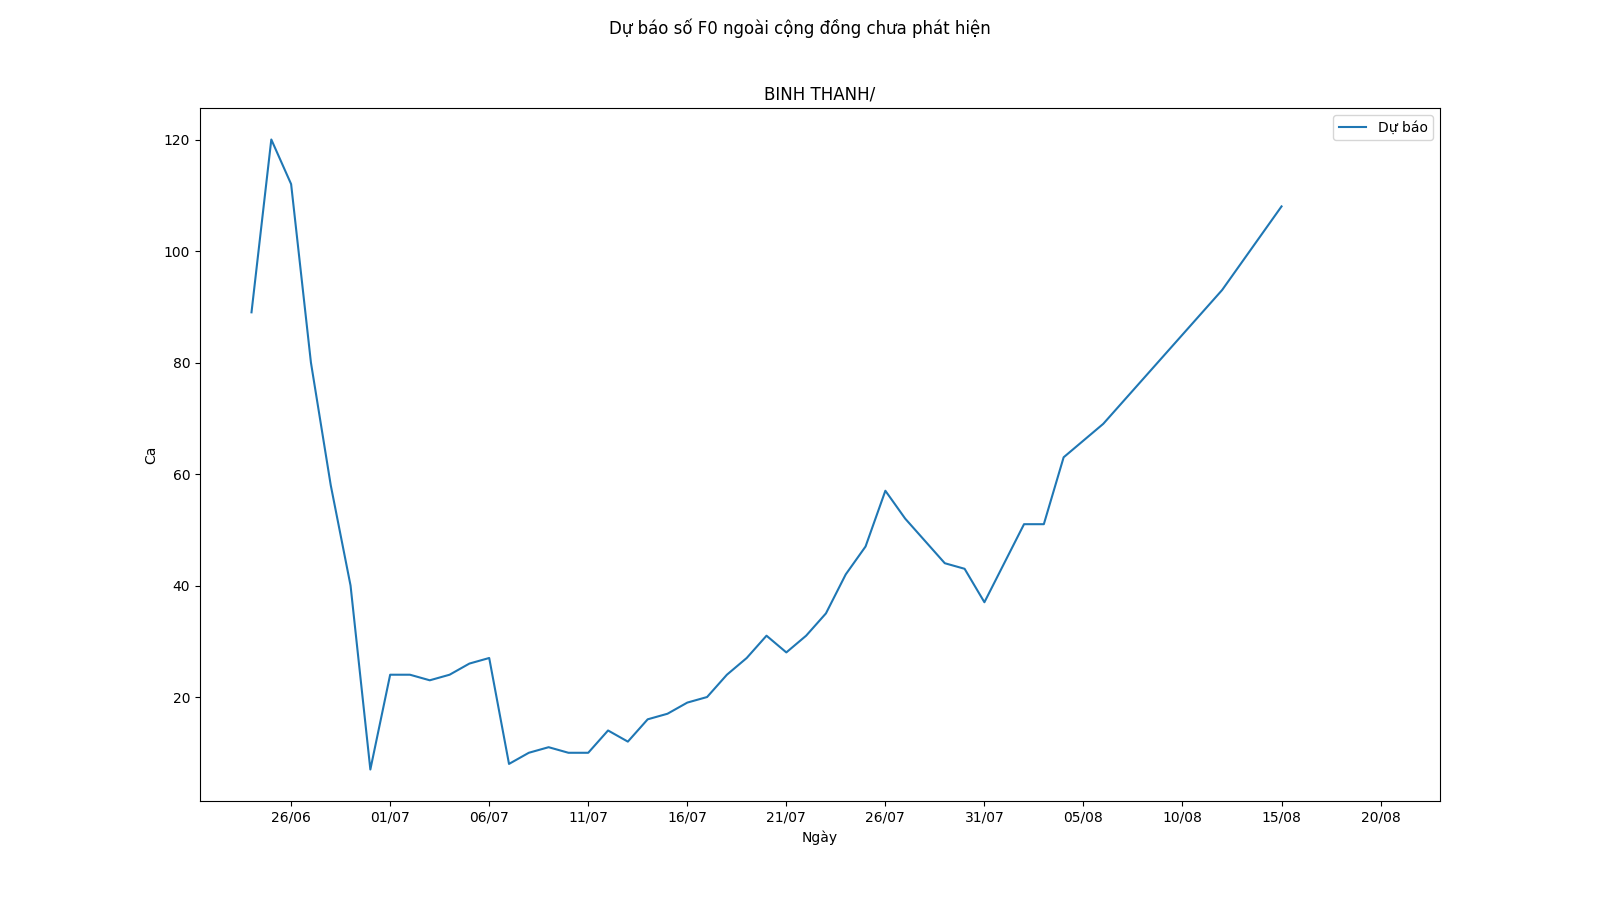 Dự báo số F0 ngoài cộng đồng chưa phát hiện
BINH THANH/
Dự báo
120
100
80
60
40
20
Ca
26/06 01/07 06/07 11/07 16/07 21/07 26/07 31/07 05/08 10/08 15/08 20/08
Ngày